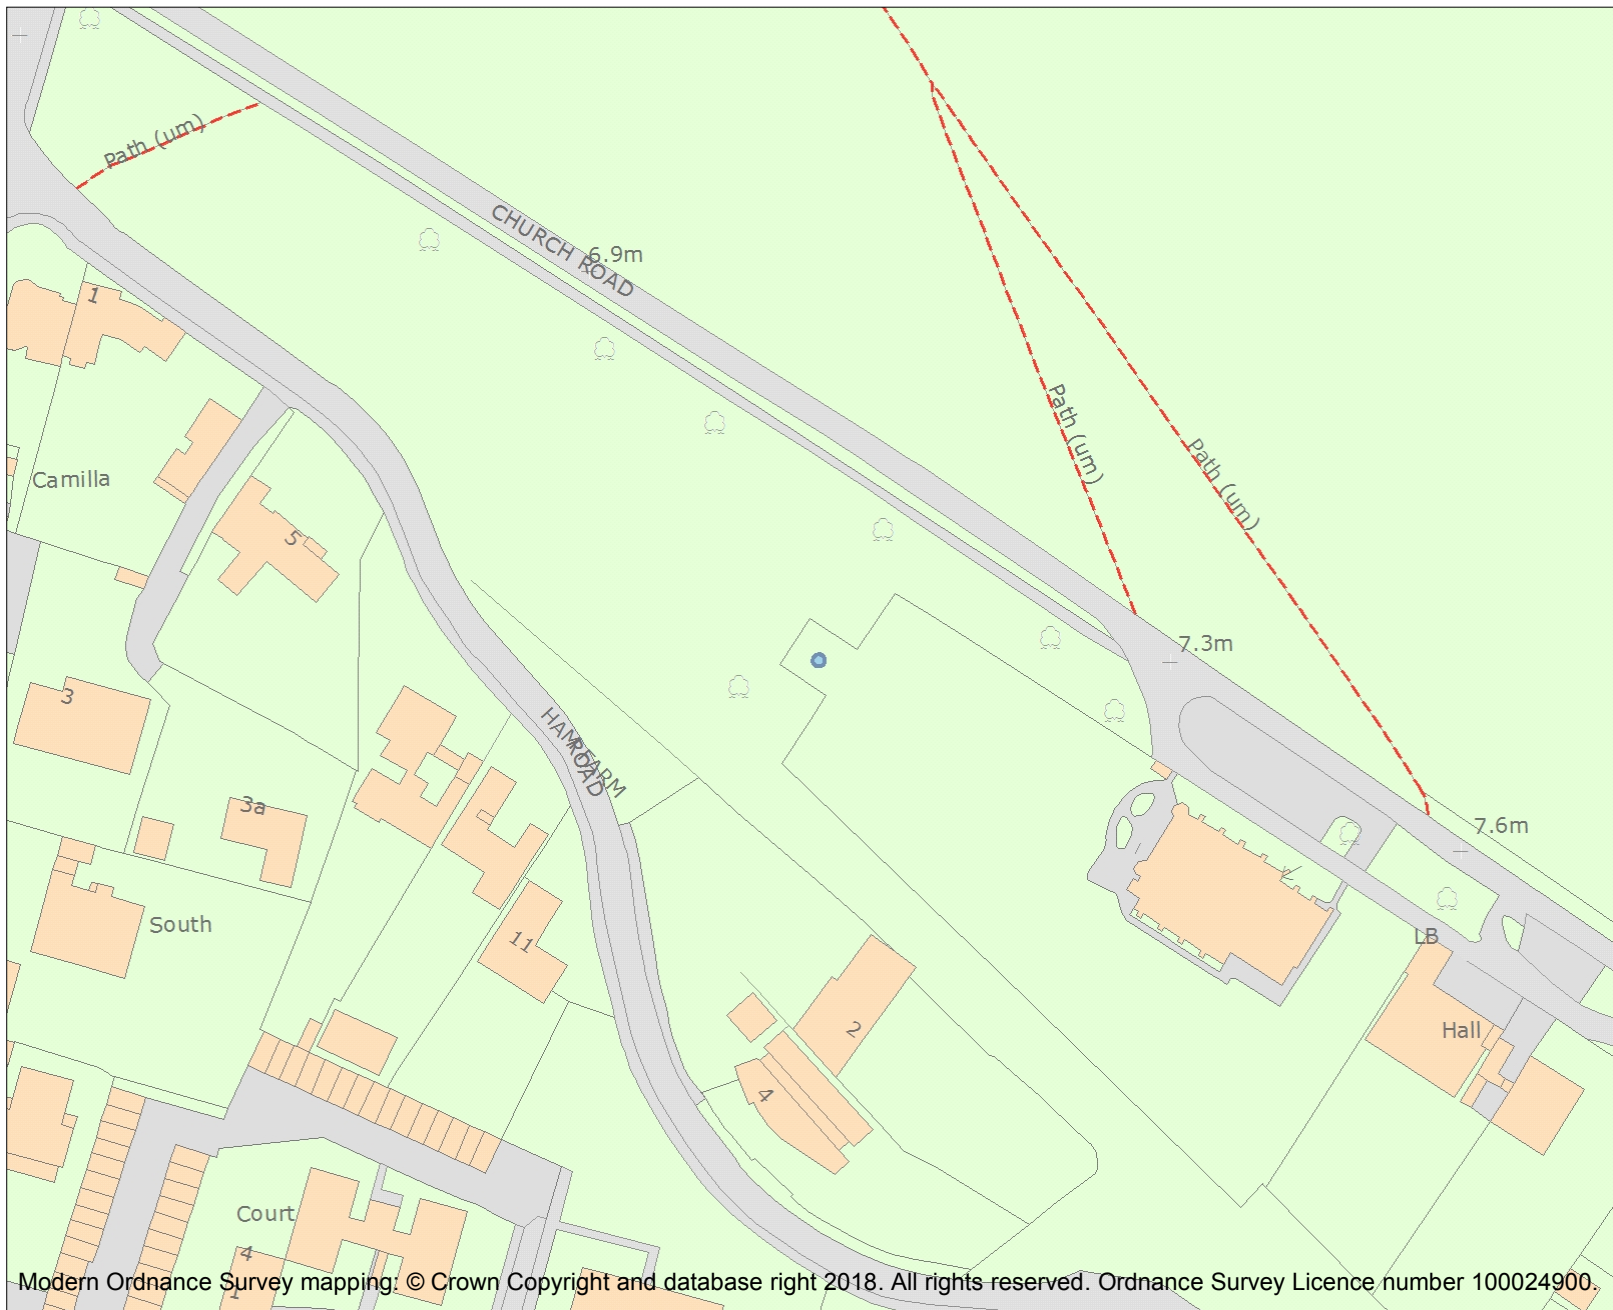 Path (um)
CHURCH ROAD
6.9m
1
Path (um)
Path (um)
Camilla
5
7.3m
3
HAM FARM
ROAD
3a
7.6m
South
11
LB
2
Hall
4
Court
4
1
Modern Ordnance Survey mapping: © Crown Copyright and database right 2018. All rights reserved. Ordnance Survey Licence number 100024900.